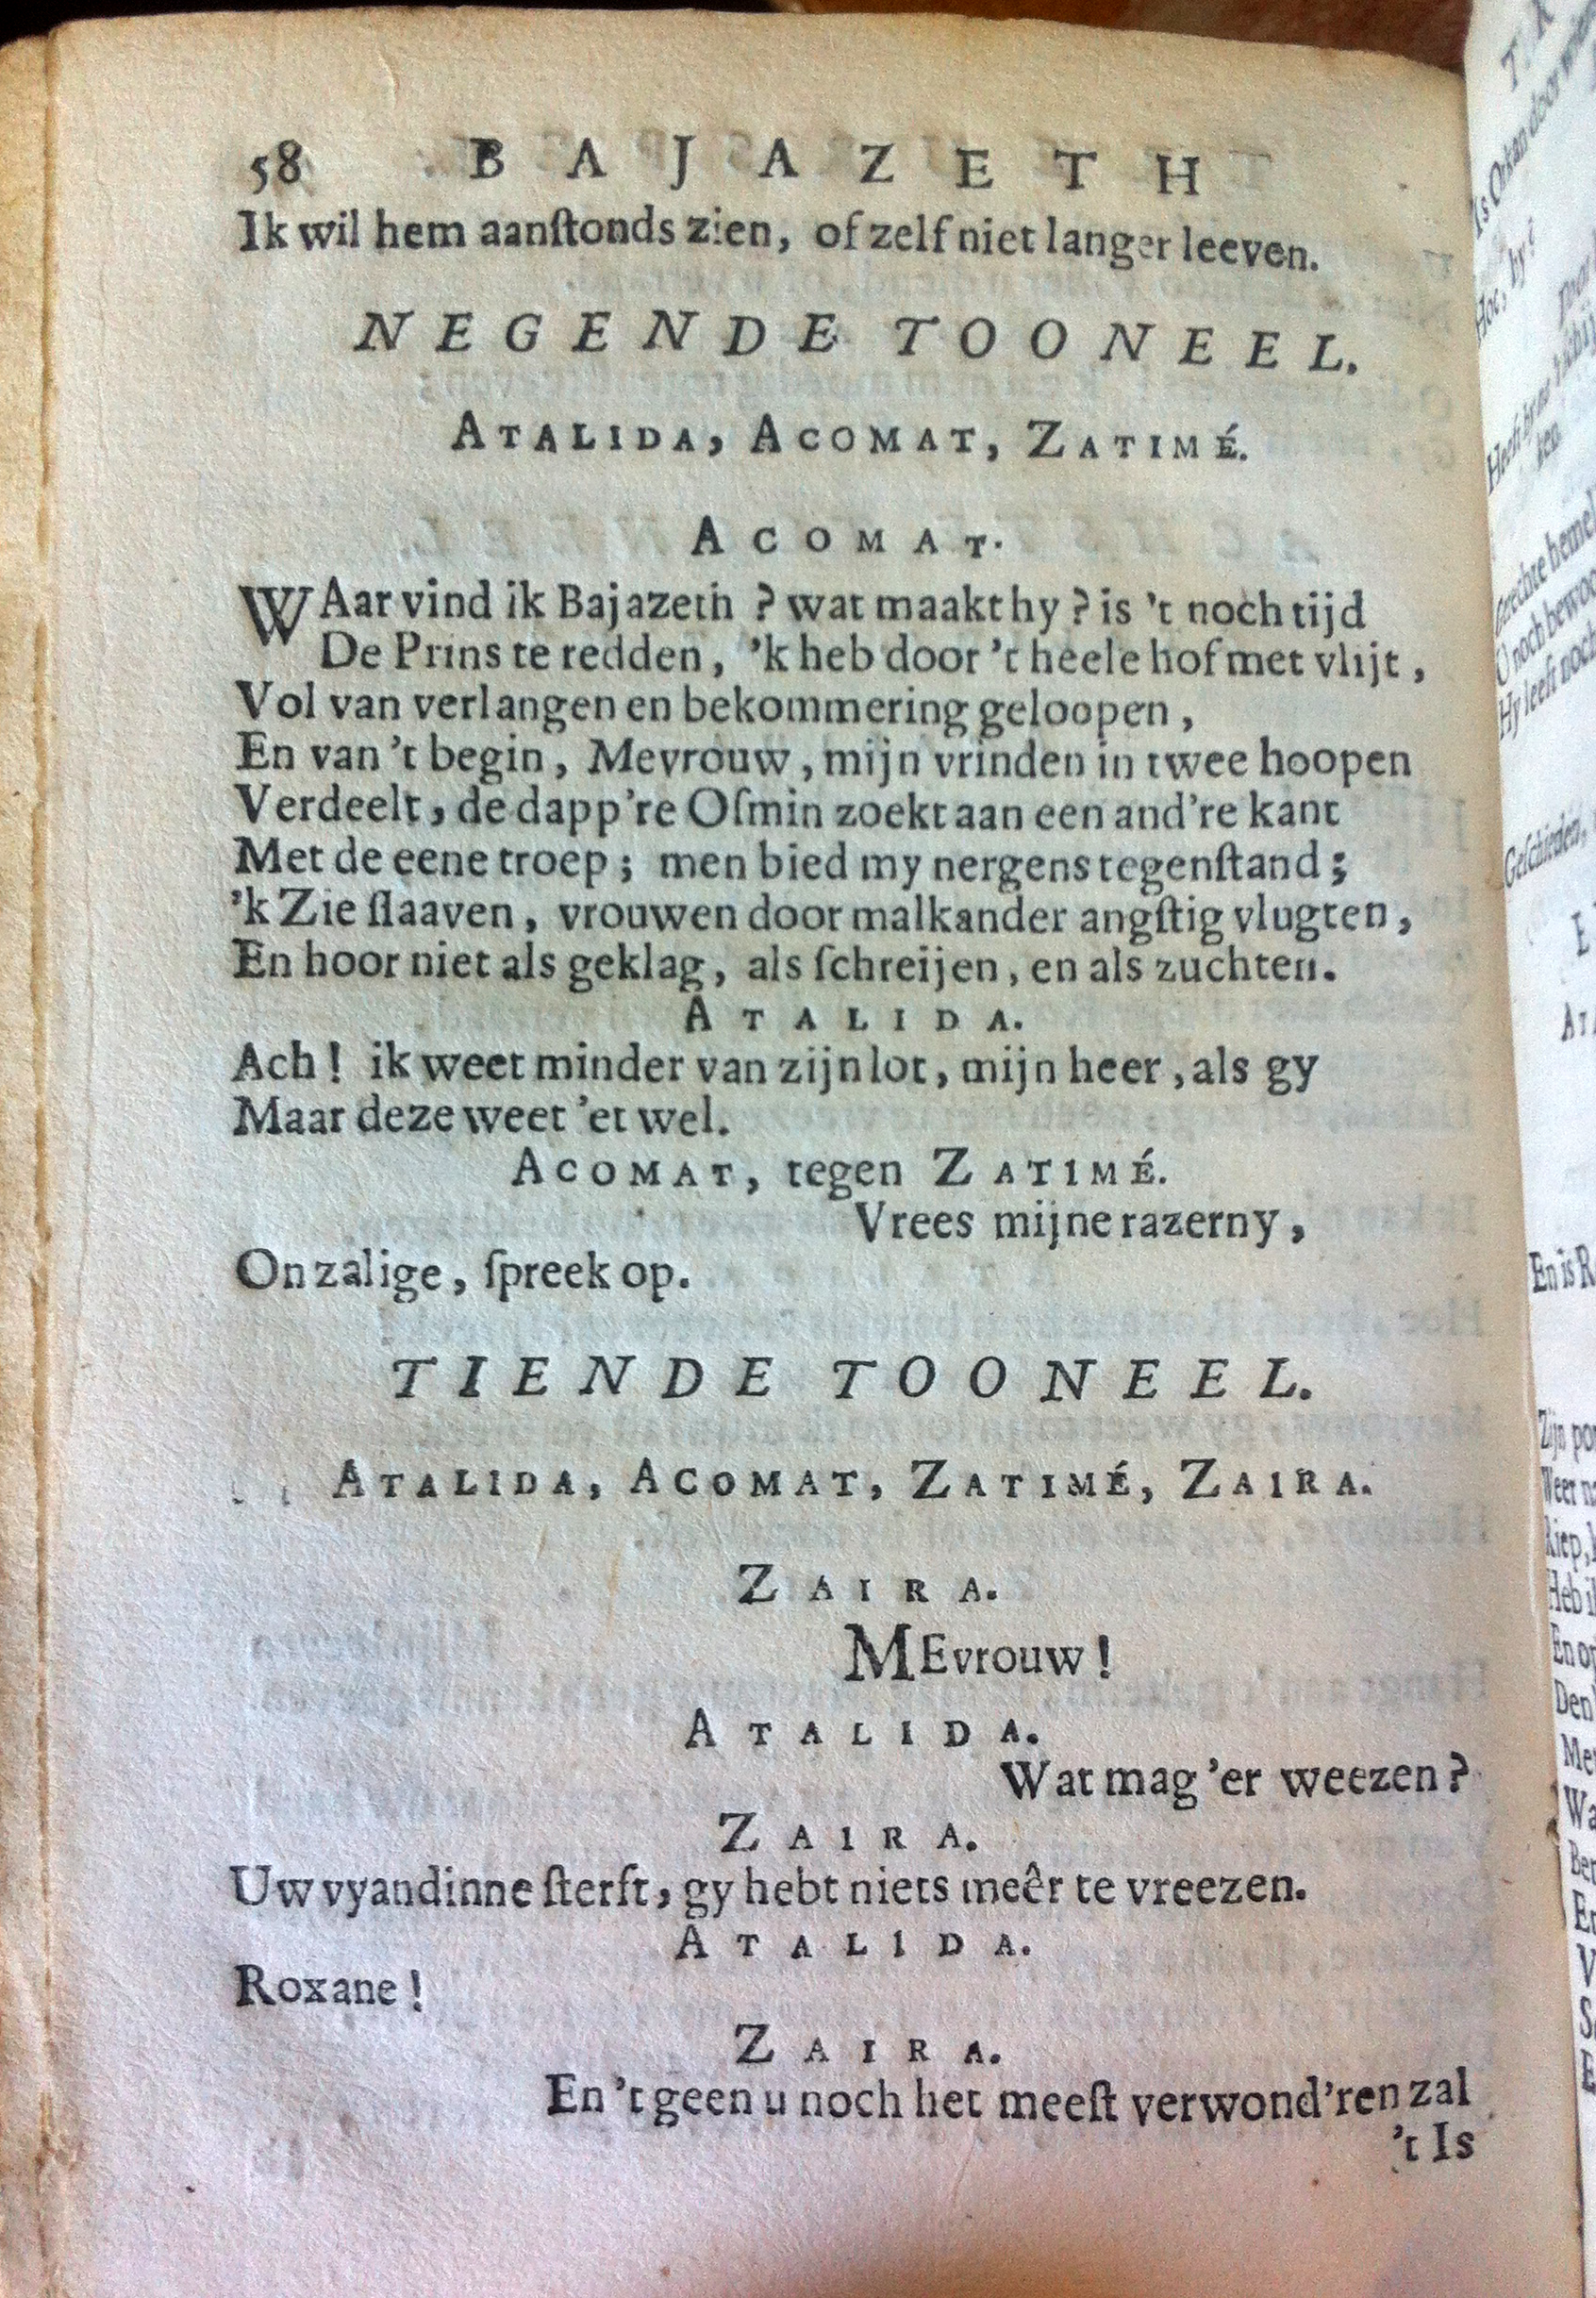 58 BAJAZETH
Ik wil hem aanſtonds zien, of zelf niet langer leeven.
NEGENDE TOONEEL.
ATALIDA, ACOMAT, ZATIMÉ.
ACOMAT.
WAar vind ik Bajazeth ? wat maakt hy ? is 't noch tijd
De Prins te redden, 'k heb door 't heele hof met vlijt,
Vol van verlangen en bekommering geloopen,
En van 't begin, Mevrouw, mijn vrinden in twee hoopen
Verdeelt, de dapp're Oſmin zoekt aan een and're kant
Met de eene troep; men bied my nergens tegenſtand;
'k Zie ſlaaven, vrouwen door malkander angſtig vlugten,
En hoor niet als geklag, als ſchreijen, en als zuchten.
ATALIDA.
Ach! ik weet minder van zijn lot, mijn heer, als gy
Maar deze weet 'et wel.
ACOMAT, tegen ZATIMÉ.
Vrees mijne razerny,
Onzalige, ſpreek op.
TIENDE TOONEEL.
ATALIDA, ACOMAT, ZATIMÉ, ZAIRA.
ZAIRA.
MEvrouw!
ATALIDA.
Wat mag 'er weezen?
ZAIRA.
Uw vyandinne ſterft, gy hebt niets meêr te vreezen.
ATALIDA.
Roxane!
ZAIRA.
En 't geen u noch het meeſt verwond'ren zal
't Is